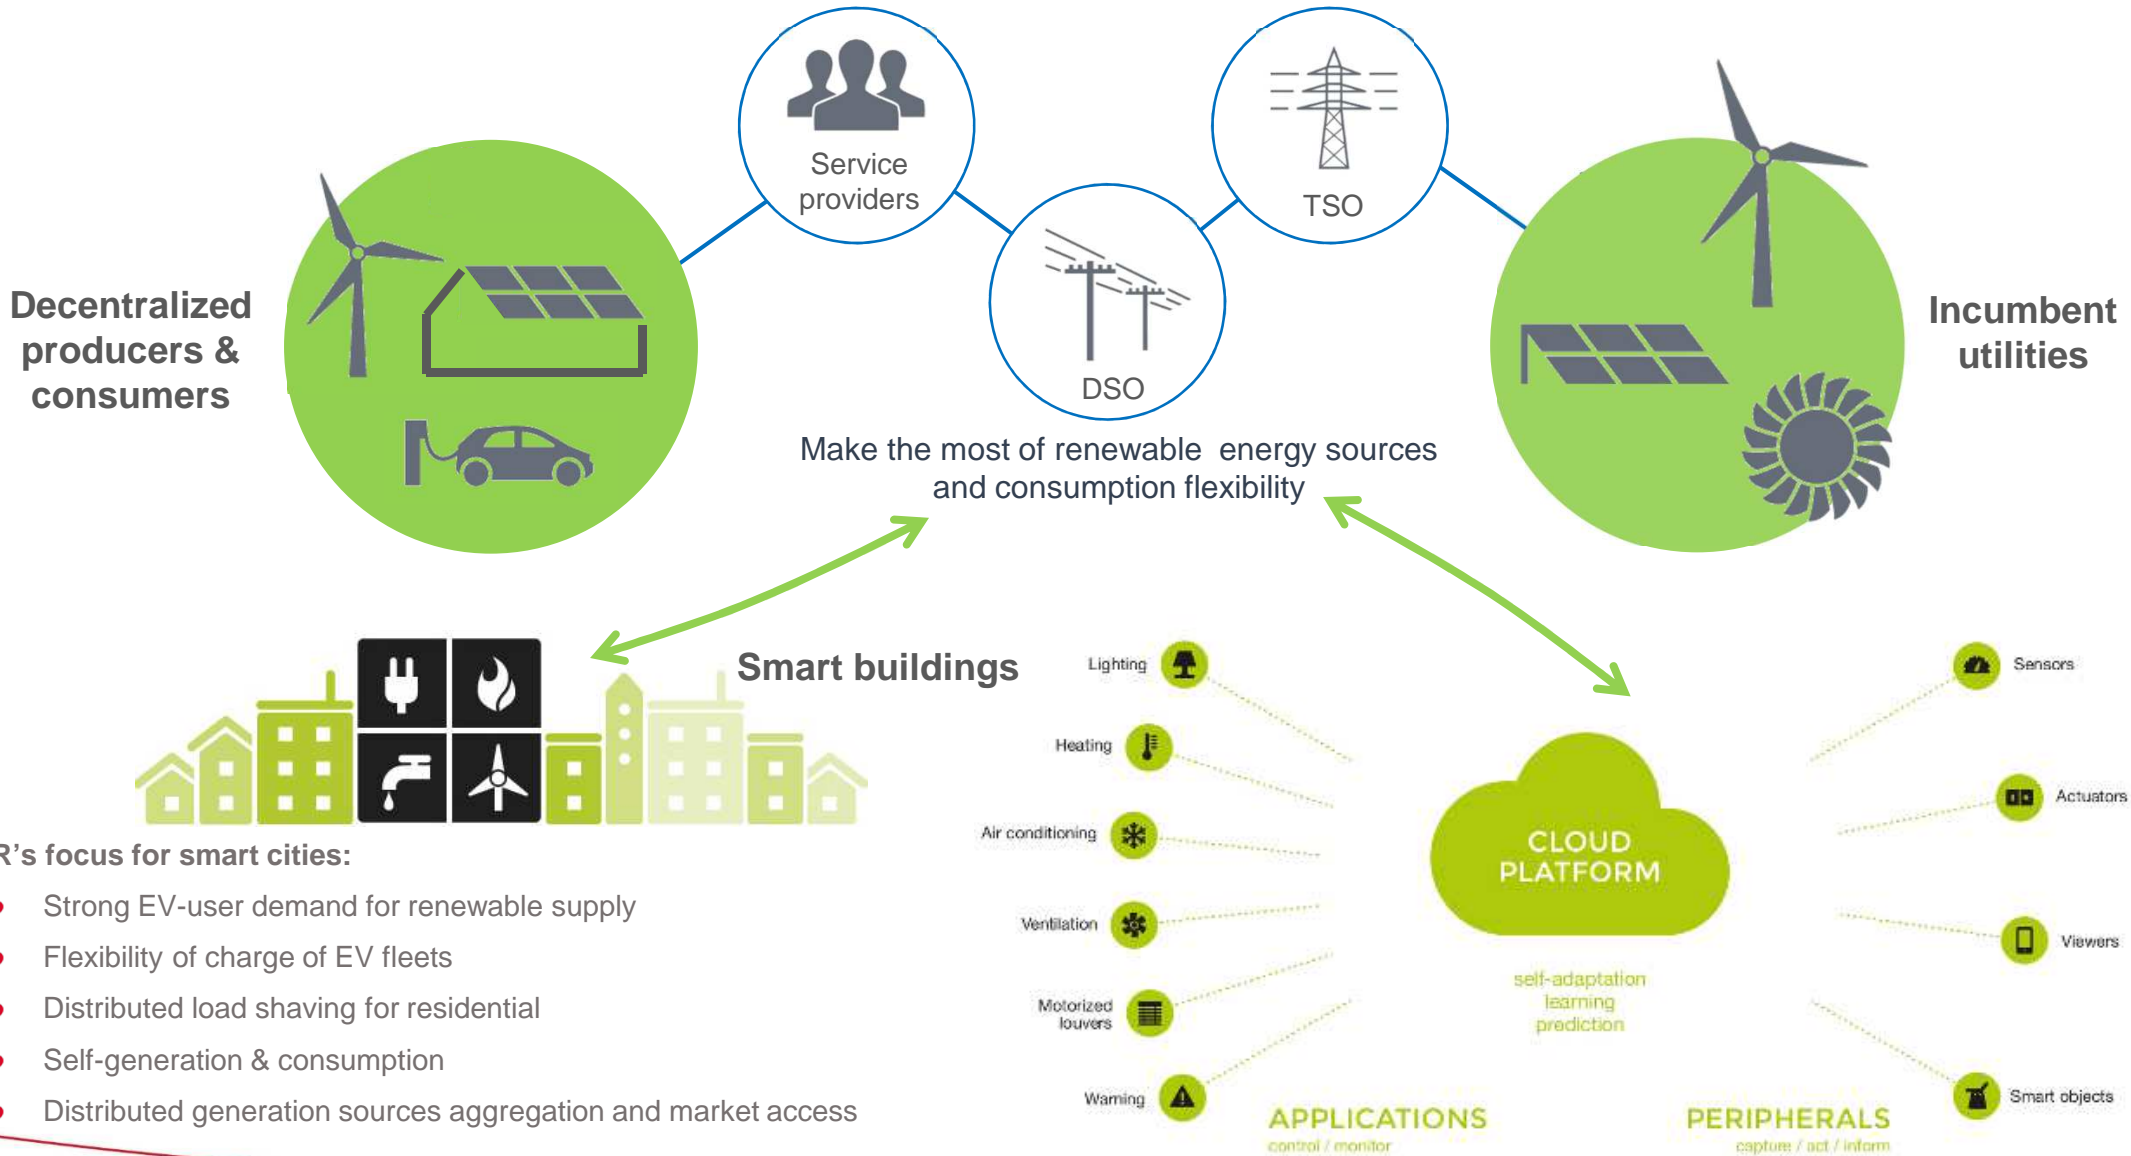 Service
providers
TSO
DSO
Decentralized
producers &
consumers
Incumbent
utilities
Make the most of renewable energy sources
and consumption flexibility
Smart buildings
R's focus for smart cities:
Strong EV-user demand for renewable supply
Flexibility of charge of EV fleets
Distributed load shaving for residential
Self-generation & consumption
Distributed generation sources aggregation and market access
Lighting
Heating
Air conditioning
Ventilation
Motorized
louvers
Warning
CLOUD
PLATFORM
self-adaptation
learning
prediction
APPLICATIONS
control / monitor
Sensors
Actuators
Viewers
Smart objects
PERIPHERALS
capture / act / inform